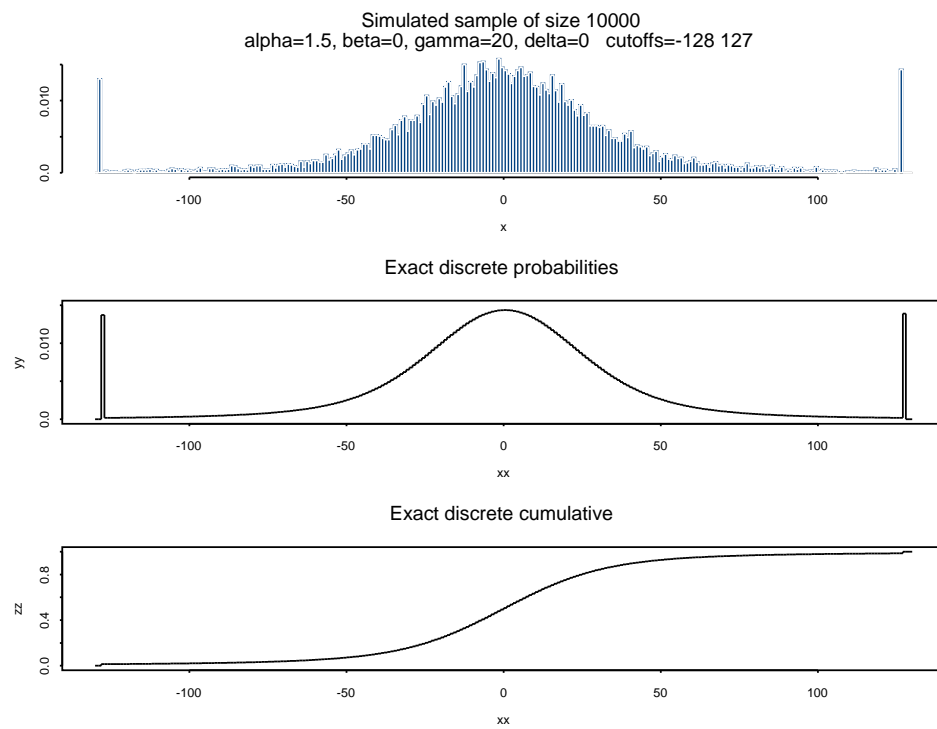 Simulated sample of size 10000
alpha=1.5, beta=0, gamma=20, delta=0 cutoffs=-128 127
0.010
0.0
-100 -50 0 50 100
x
Exact discrete probabilities
yy
0.010
0.0
-100 -50 0 50 100
xx
Exact discrete cumulative
zz
0.8
0.4
0.0
-100 -50 0 50 100
xx